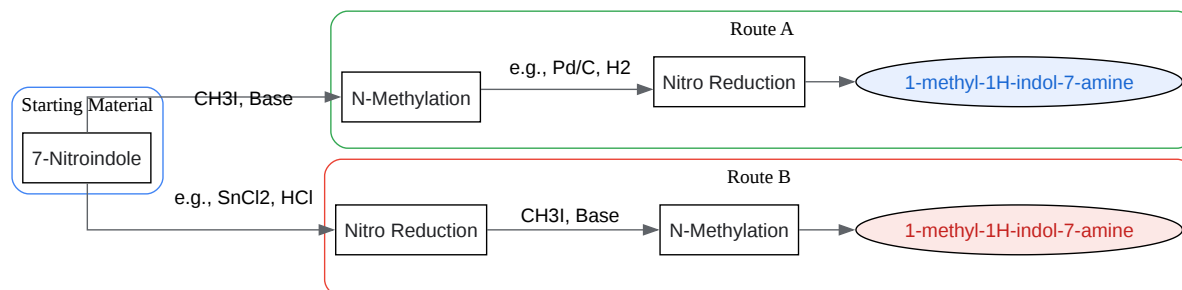 Route A
e.g., Pd/C, H2
Starting Material
CH3I, Base
N-Methylation
Nitro Reduction
1-methyl-1H-indol-7-amine
7-Nitroindole
Route B
e.g., SnCl2, HCl
CH3I, Base
Nitro Reduction
N-Methylation
1-methyl-1H-indol-7-amine